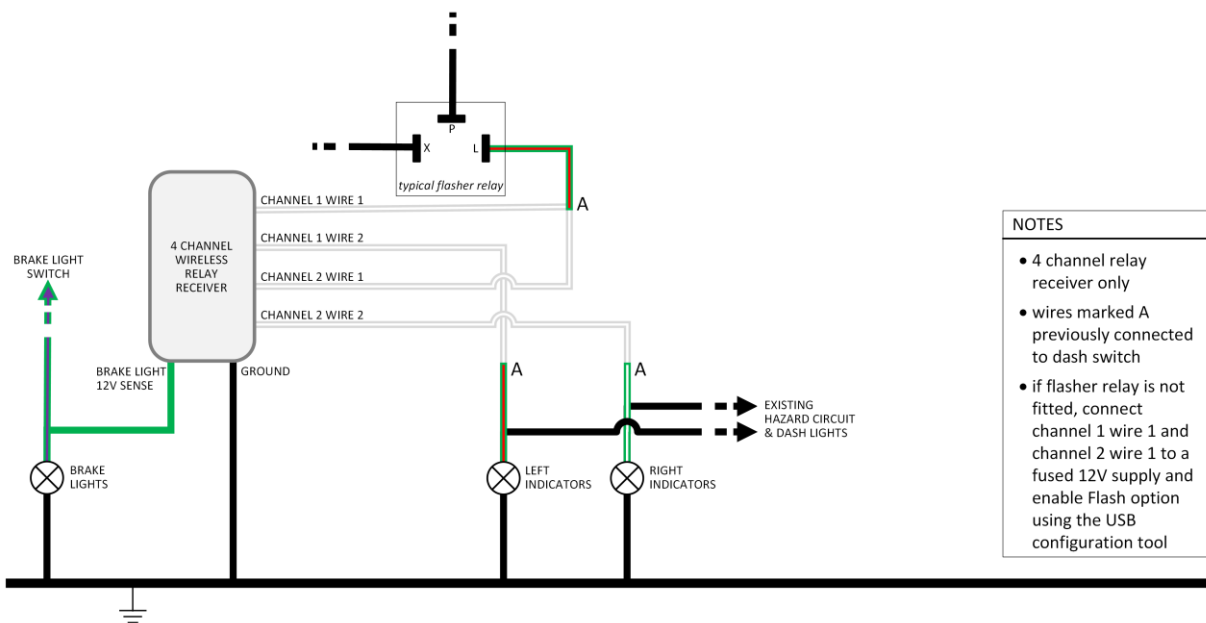 P
X
L
typical flasher relay
CHANNEL 1 WIRE 1
A
CHANNEL 1 WIRE 2
CHANNEL 2 WIRE 1
CHANNEL 2 WIRE 2
4 CHANNEL
WIRELESS
RELAY
RECEIVER
BRAKE LIGHT
SWITCH
BRAKE LIGHT
12V SENSE
GROUND
A
A
EXISTING
HAZARD CIRCUIT
& DASH LIGHTS
BRAKE
LIGHTS
LEFT
INDICATORS
RIGHT
INDICATORS
NOTES
• 4 channel relay
receiver only
• wires marked A
previously connected
to dash switch
• if flasher relay is not
fitted, connect
channel 1 wire 1 and
channel 2 wire 1 to a
fused 12V supply and
enable Flash option
using the USB
configuration tool